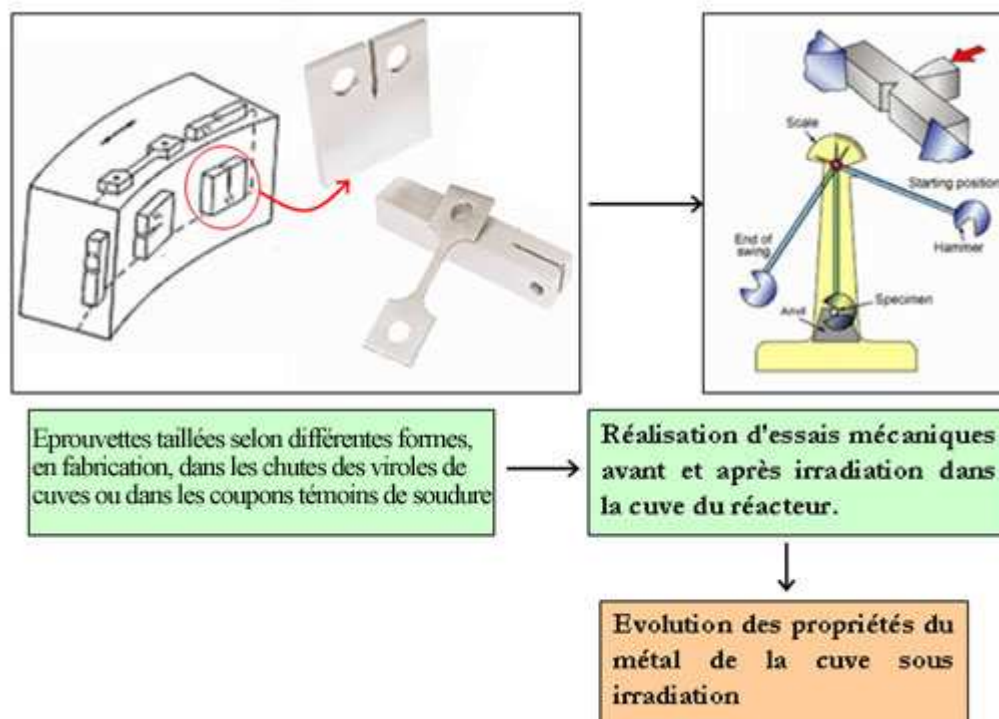 Scale
Starting position
Hammer
End of
swing
Specimen
Anvil
Eprouvettes taillées selon différentes formes,
en fabrication, dans les chutes des viroles de
cuves ou dans les coupons témoins de soudure
Réalisation d'essais mécaniques
avant et après irradiation dans
la cuve du réacteur.
Evolution des propriétés du
métal de la cuve sous
irradiation